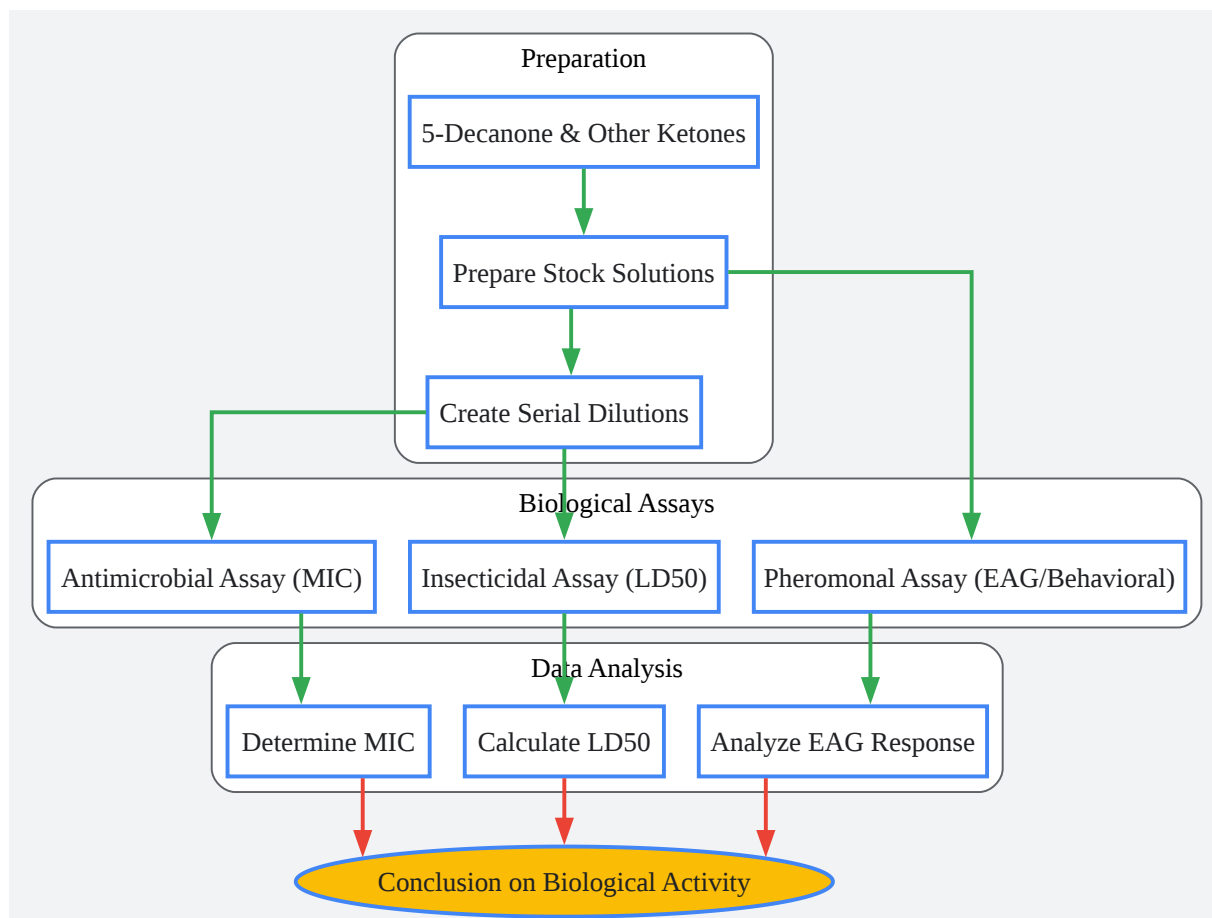 Preparation
5-Decanone & Other Ketones
Prepare Stock Solutions
Create Serial Dilutions
Biological Assays
Antimicrobial Assay (MIC)
Insecticidal Assay (LD50)
Pheromonal Assay (EAG/Behavioral)
Data Analysis
Determine MIC
Calculate LD50
Analyze EAG Response
Conclusion on Biological Activity